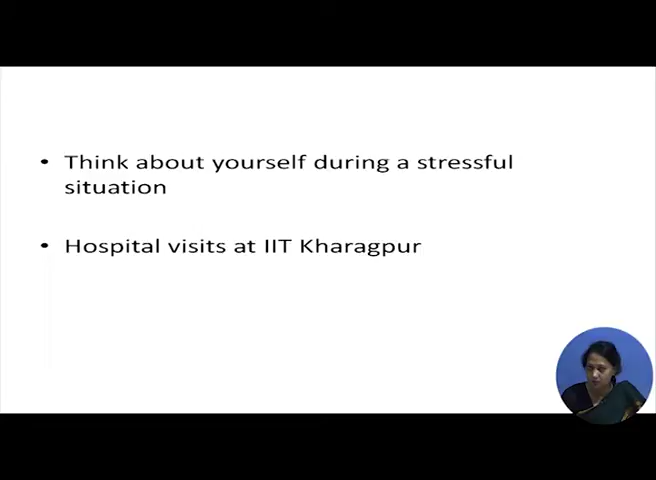 • Think about yourself during a stressful
situation
• Hospital visits at IIT Kharagpur